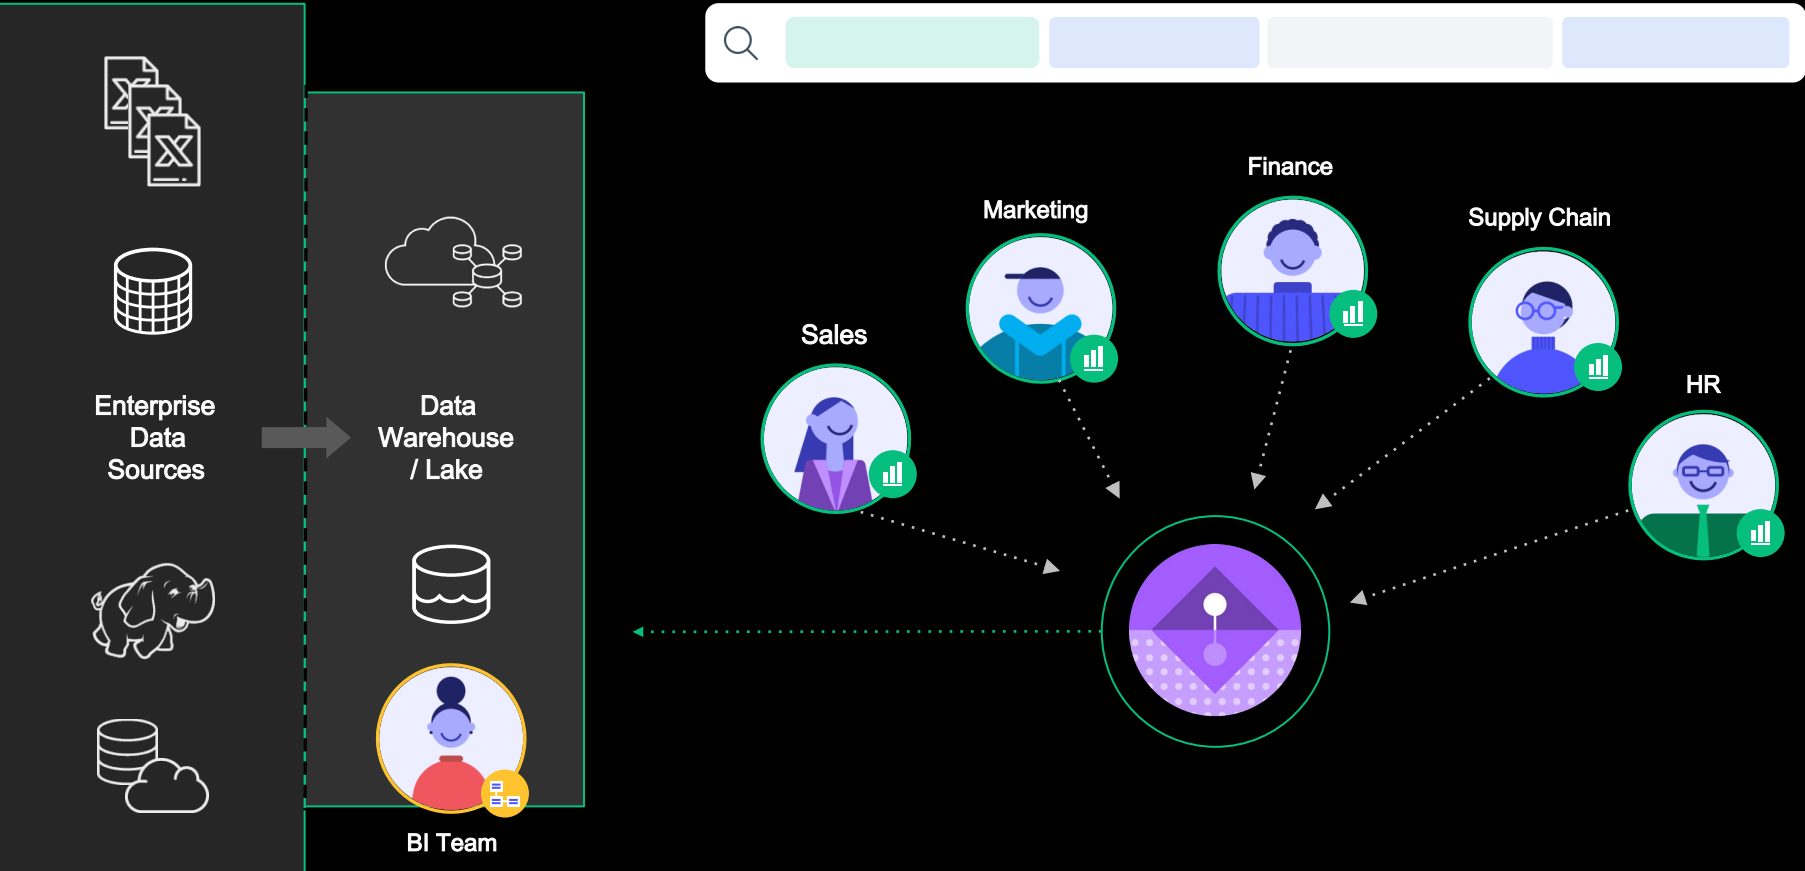 Enterprise
Data
Sources
Data
Warehouse
/ Lake
BI Team
Sales
Marketing
Finance
Supply Chain
HR